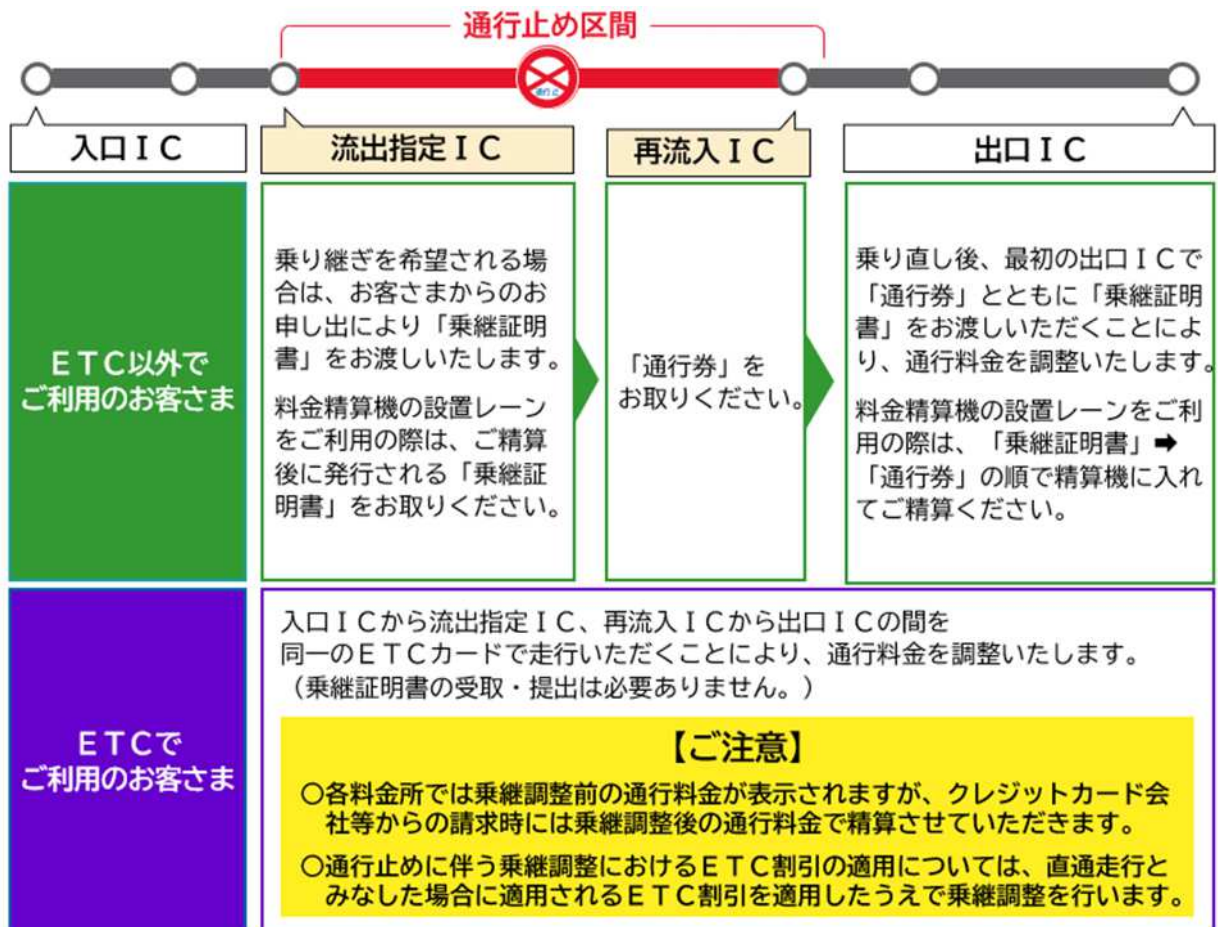 通行止め区間
入口ＩＣ
流出指定ＩＣ
再流入ＩＣ
出口ＩＣ
ＥＴＣ以外で
ご利用のお客さま
乗り継ぎを希望される場
合は、お客さまからのお
申し出により「乗継証明
書」をお渡しいたします。
料金精算機の設置レーン
をご利用の際は、ご精算
後に発行される「乗継証
明書」をお取りください。
「通行券」を
お取りください。
乗り直し後、最初の出口ＩＣで
「通行券」とともに「乗継証明
書」をお渡しいただくことによ
り、通行料金を調整いたします。
料金精算機の設置レーンをご利
用の際は、「乗継証明書」➡
「通行券」の順で精算機に入れ
てご精算ください。
ＥＴＣで
ご利用のお客さま
入口ＩＣから流出指定ＩＣ、再流入ＩＣから出口ＩＣの間を
同一のＥＴＣカードで走行いただくことにより、通行料金を調整いたします。
（乗継証明書の受取・提出は必要ありません。）
【ご注意】
○各料金所では乗継調整前の通行料金が表示されますが、クレジットカード会
社等からの請求時には乗継調整後の通行料金で精算させていただきます。
○通行止めに伴う乗継調整におけるＥＴＣ割引の適用については、直通走行と
みなした場合に適用されるＥＴＣ割引を適用したうえで乗継調整を行います。